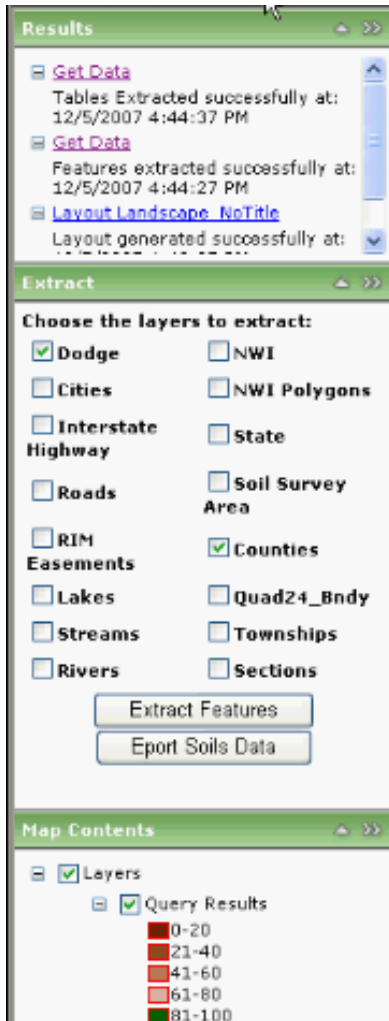 Results
Get Data
Tables Extracted successfully at:
12/5/2007 4:44:37 PM
Get Data
Features extracted successfully at:
12/5/2007 4:44:27 PM
Layout Landscape_NoTitle
Layout generated successfully at:
Extract
Choose the layers to extract:
Dodge NWI
Cities NWI Polygons
Interstate Highway State
Roads Soil Survey Area
RIM Easements Counties
Lakes Quad24_Bndy
Streams Townships
Rivers Sections
Extract Features
Eport Soils Data
Map Contents
Layers
Query Results
0-20
21-40
41-60
61-80
81-100